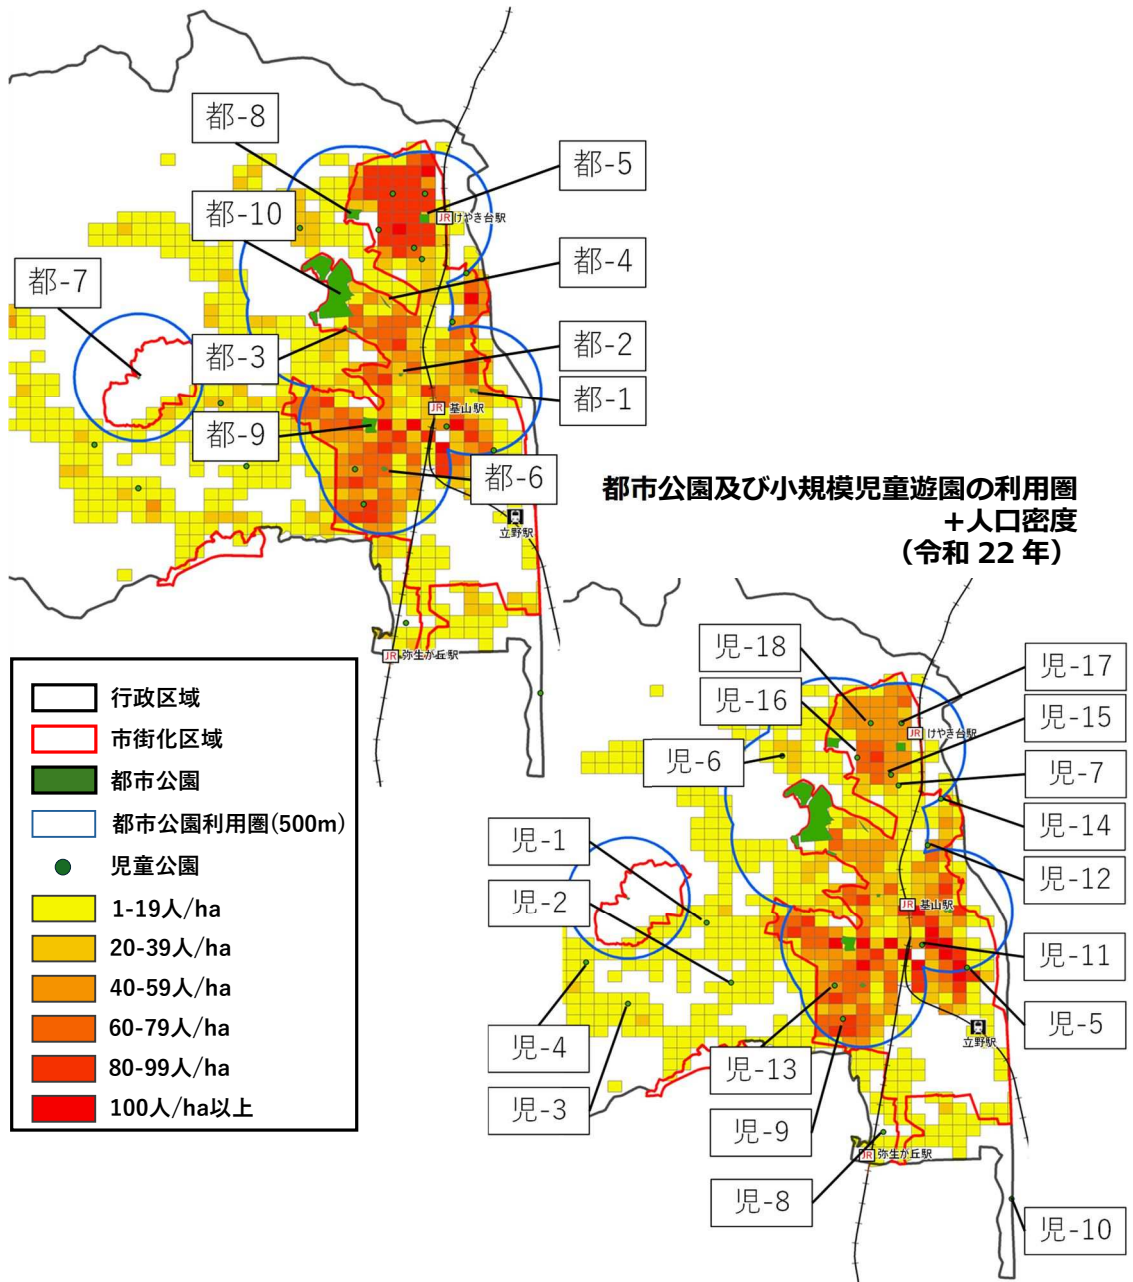 都-8
都-5
都-10
JR けやき台駅
都-4
都-7
都-3
都-2
都-1
JR 基山駅
都-9
都-6
立野駅
JR 弥生が丘駅
都市公園及び小規模児童遊園の利用圏
+人口密度
(令和 22 年)
行政区域
市街化区域
都市公園
都市公園利用圏(500m)
児童公園
1-19人/ha
20-39人/ha
40-59人/ha
60-79人/ha
80-99人/ha
100人/ha以上
児-18
児-17
児-16
児-15
JR けやき台駅
児-6
児-7
児-14
児-1
児-12
児-2
JR 基山駅
児-11
児-5
児-4
立野駅
児-13
児-3
児-9
JR 弥生が丘駅
児-8
児-10